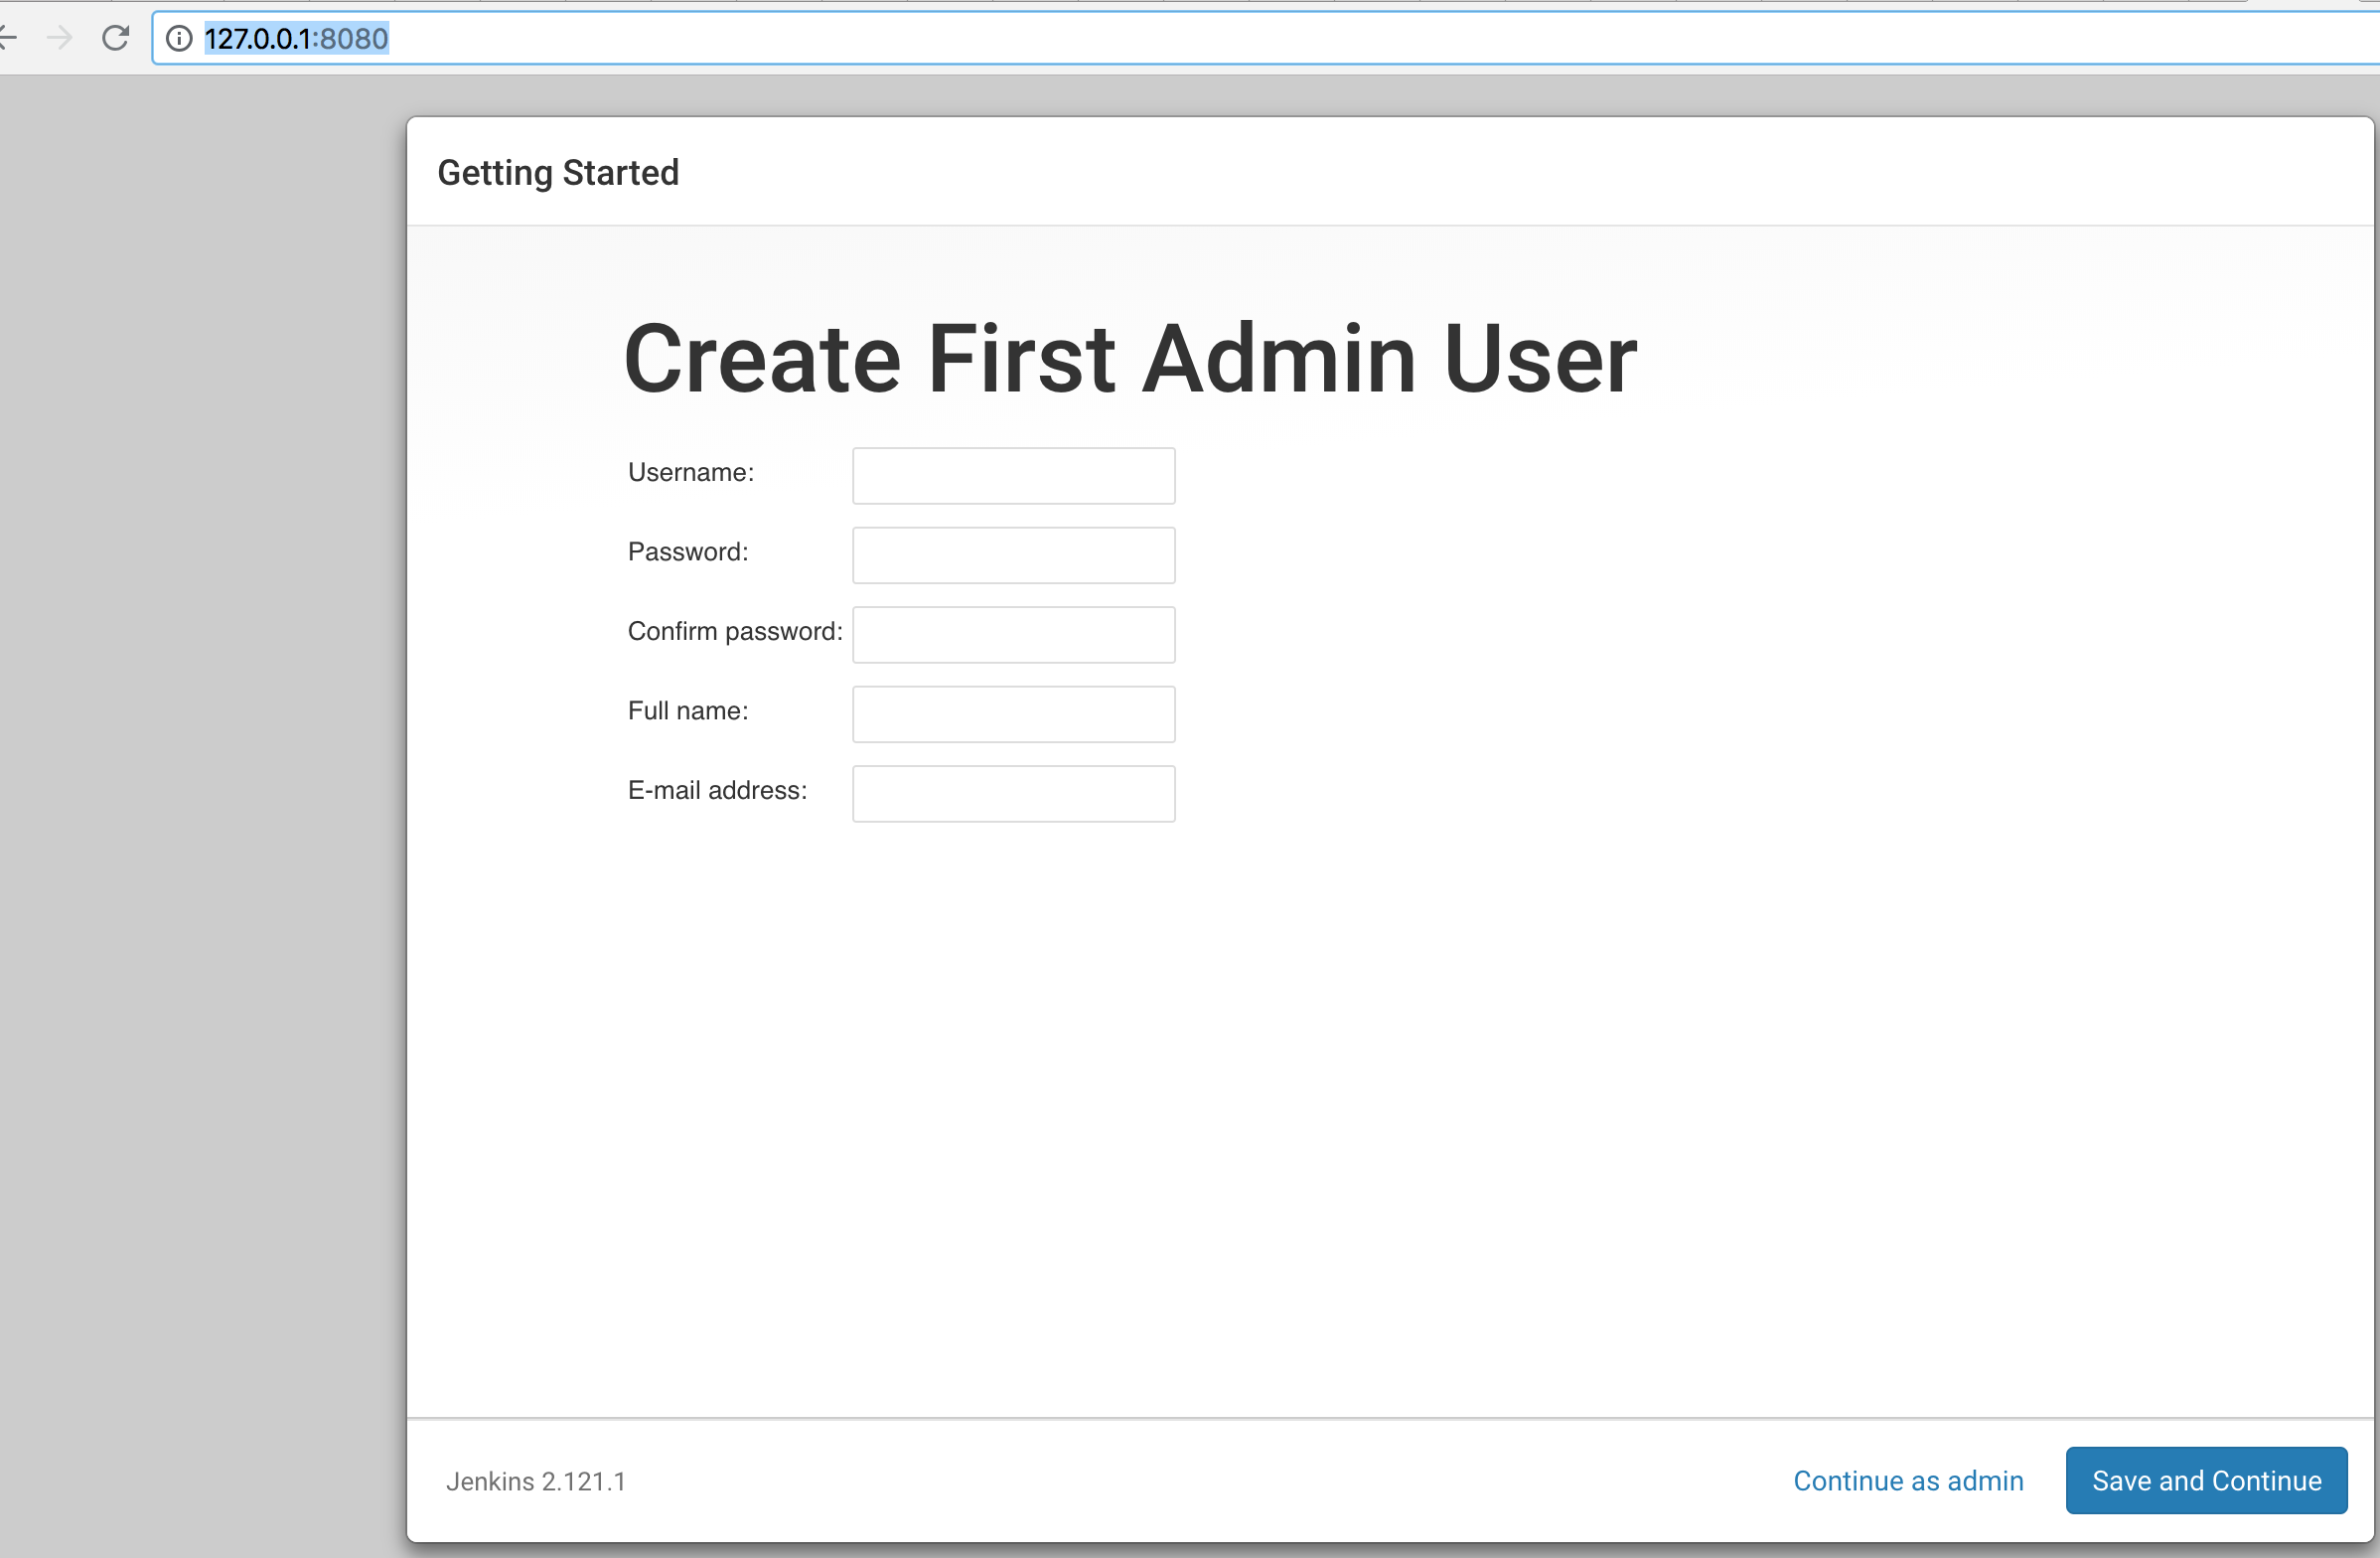 127.0.0.1:8080
Getting Started
Create First Admin User
Username:
Password:
Confirm password:
Full name:
E-mail address:
Jenkins 2.121.1
Continue as admin
Save and Continue